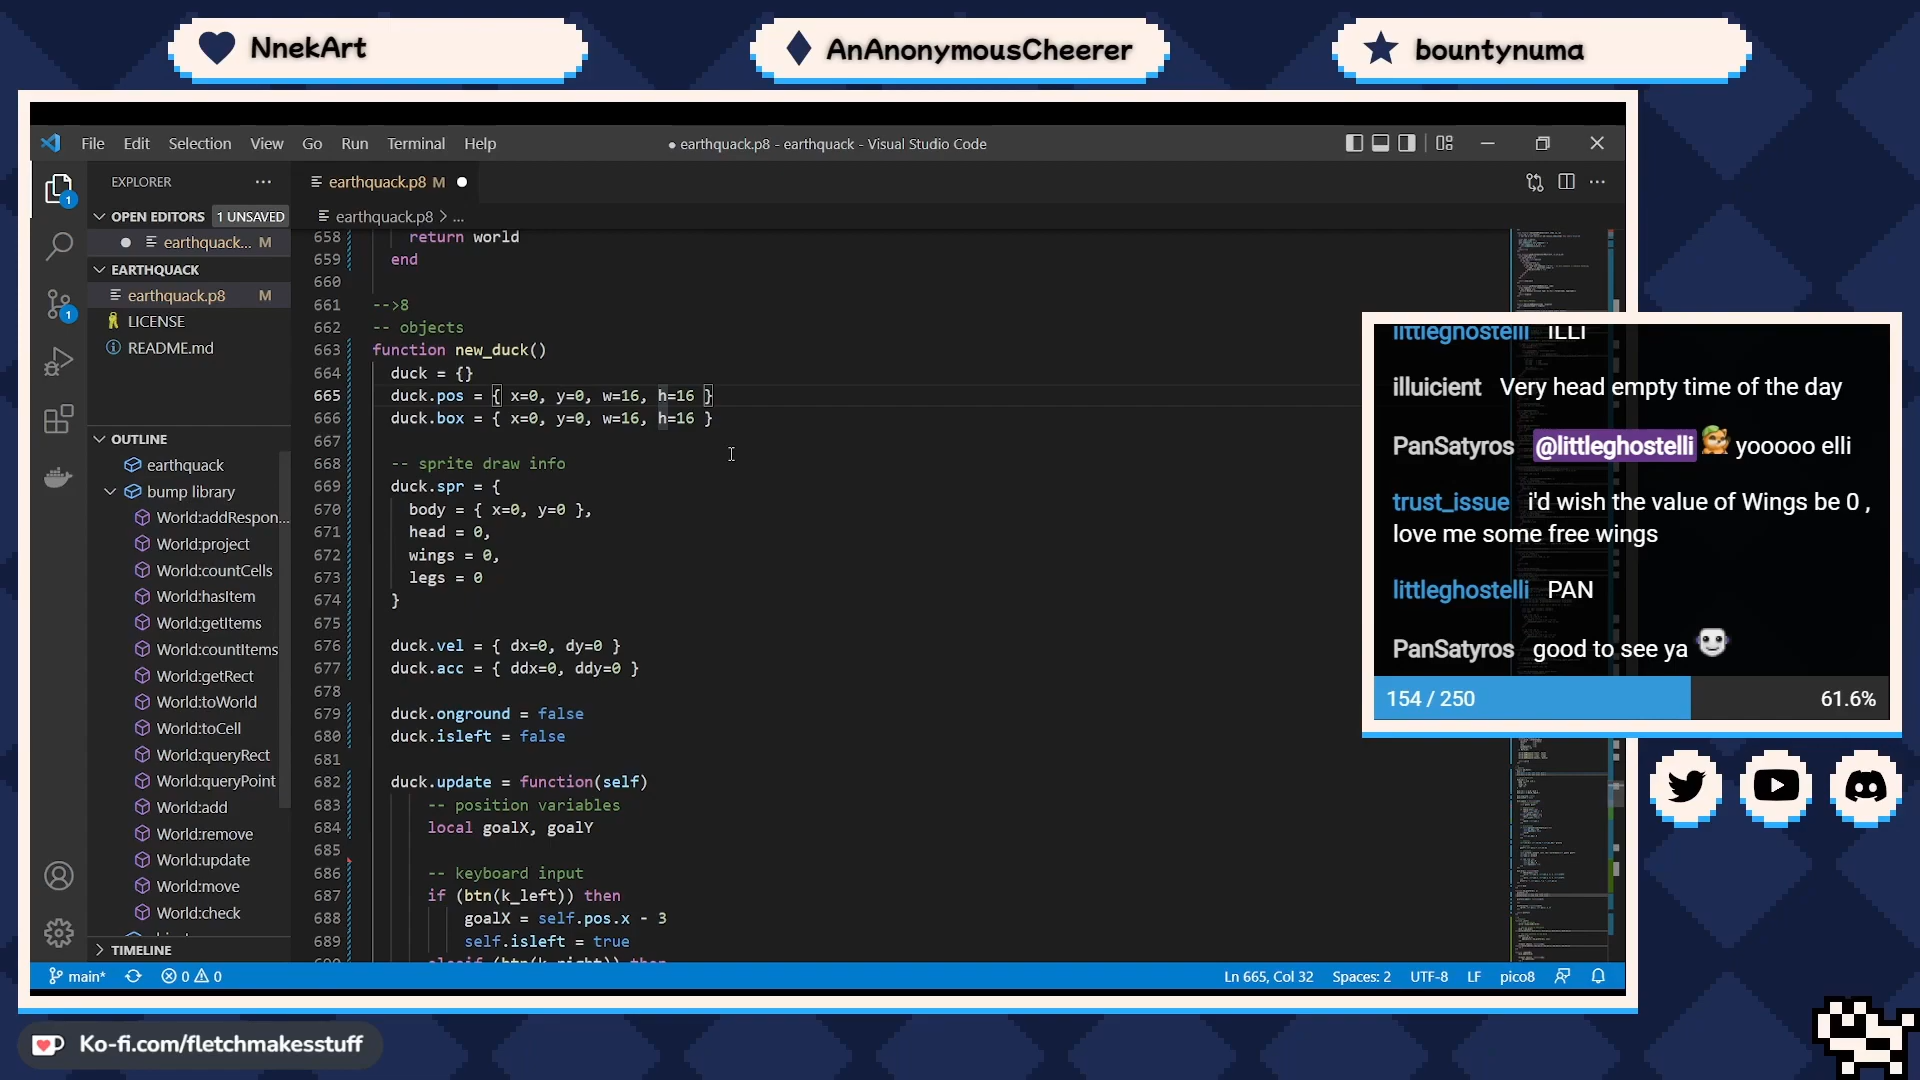 NnekArt
AnAnonymousCheerer
bountynuma
File Edit Selection View Go Run Terminal Help
● earthquack.p8 - earthquack - Visual Studio Code
EXPLORER
earthquack.p8 M
OPEN EDITORS 1 UNSAVED
earthquack.p8 > ...
earthquack... M
EARTHQUACK
earthquack.p8 M
LICENSE
README.md
OUTLINE
earthquack
bump library
World:addRespon...
World:project
World:countCells
World:hasItem
World:getItems
World:countItems
World:getRect
World:toWorld
World:toCell
World:queryRect
World:queryPoint
World:add
World:remove
World:update
World:move
World:check
TIMELINE
658 return world
659 end
660
661 -->8
662 -- objects
663 function new_duck()
664 duck = {}
665 duck.pos = { x=0, y=0, w=16, h=16 }
666 duck.box = { x=0, y=0, w=16, h=16 }
667
668 -- sprite draw info
669 duck.spr = {
670 body = { x=0, y=0 },
671 head = 0,
672 wings = 0,
673 legs = 0
674 }
675
676 duck.vel = { dx=0, dy=0 }
677 duck.acc = { ddx=0, ddy=0 }
678
679 duck.onground = false
680 duck.isleft = false
681
682 duck.update = function(self)
683 -- position variables
684 local goalX, goalY
685
686 -- keyboard input
687 if (btn(k_left)) then
688 goalX = self.pos.x - 3
689 self.isleft = true
littleghostelli ILLI
illuicient Very head empty time of the day
PanSatyros @littleghostelli yooooo elli
trust_issue i'd wish the value of Wings be 0 ,
love me some free wings
littleghostelli PAN
PanSatyros good to see ya
154 / 250 61.6%
main* 0 0
Ln 665, Col 32 Spaces: 2 UTF-8 LF pico8
Ko-fi.com/fletchmakesstuff